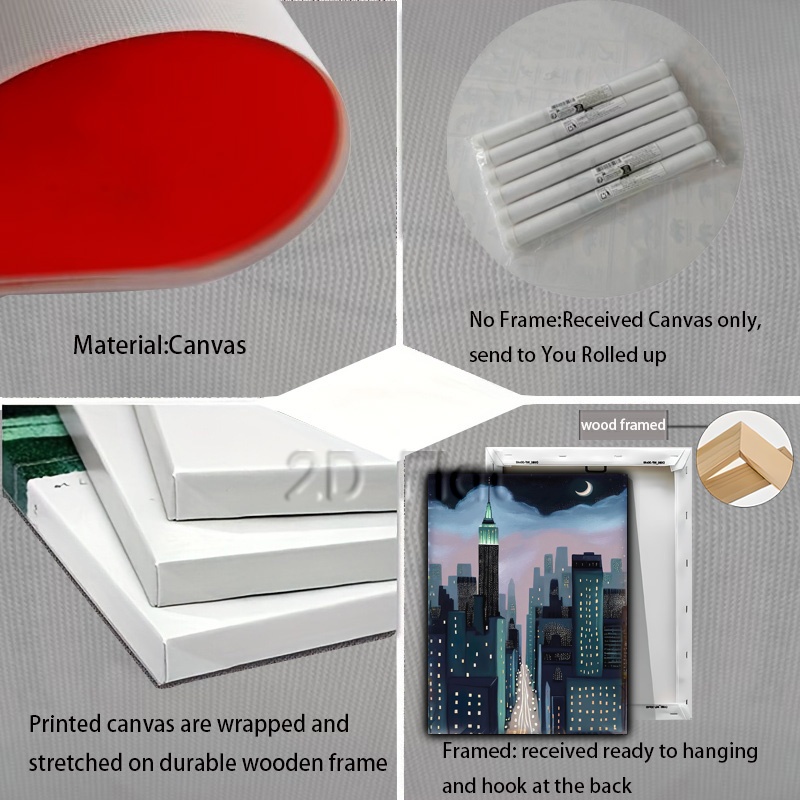 Material:Canvas
No Frame:Received Canvas only,
send to You Rolled up
wood framed
2D
Printed canvas are wrapped and
stretched on durable wooden frame
Framed: received ready to hanging
and hook at the back